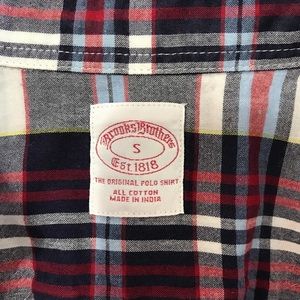 Brooks Brothers
S
Est. 1818
THE ORIGINAL POLO SHIRT
ALL COTTON
MADE IN INDIA